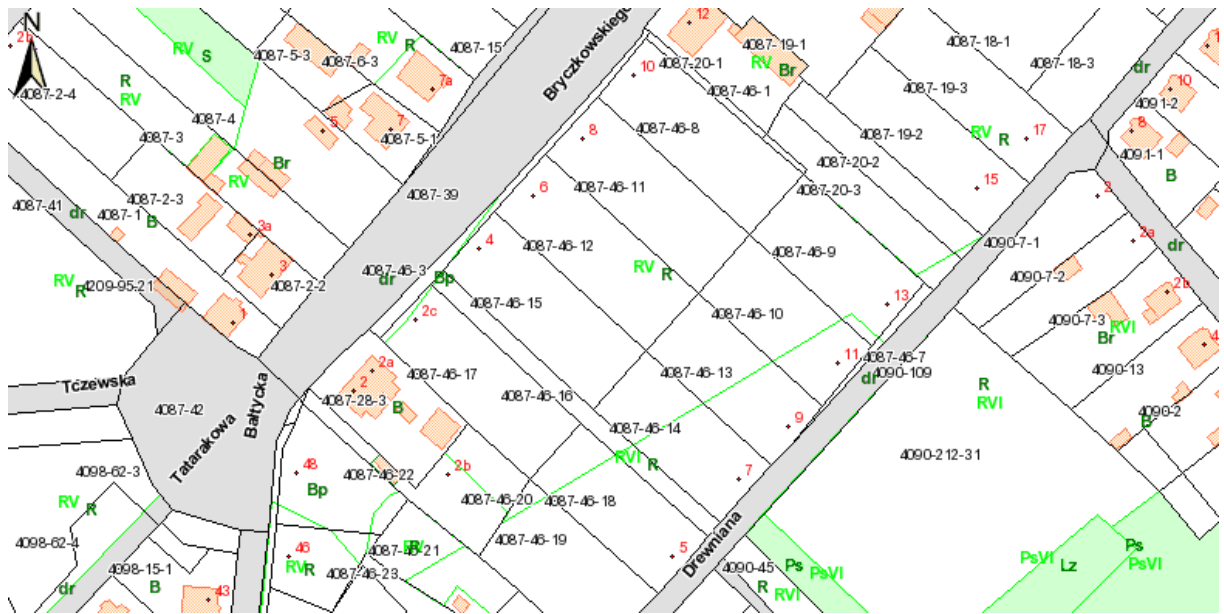 N
2b
RV
S
4087-5-3
4087-6-3
RV
R
4087-15
7a
12
4087-19-1
4087-20-1
RV
Br
4087-46-1
4087-18-1
4087-18-3
dr
10
4091-2
8
4091-1
B
Bryczkowskiego
10
R
RV
4087-2-4
4087-3
4087-4
5
7
4087-5-1
8
4087-46-8
4087-19-3
RV
R
17
4087-19-2
4087-20-2
4087-20-3
15
2
2a
dr
Br
RV
4087-39
6
4087-46-11
4087-41
dr
4087-1
B
4087-2-3
3a
3
4087-2-2
4
4087-46-12
4087-46-9
4090-7-1
4090-7-2
2b
4087-46-3
dr
Bp
RV
R
RV
R
4209-95-21
1
2c
4087-46-15
4087-46-10
13
4090-7-3
RVI
Br
4
4087-46-7
4090-109
dr
11
4087-46-13
R
RVI
4090-13
4090-2
B
Tczewska
4087-42
Tatarakowa
Bałtycka
2
2a
4087-28-3
B
4087-46-17
4087-46-16
4087-46-14
9
RVI
R
4090-212-31
4098-62-3
RV
R
4098-62-4
48
Bp
4087-46-22
2b
4087-46-20
4087-46-18
7
4087-46-19
Drewniana
5
46
RV
R
4087-46-21
4087-46-23
4098-15-1
B
dr
43
4090-45
R
RVI
Ps
PsVI
PsVI
Lz
Ps
PsVI